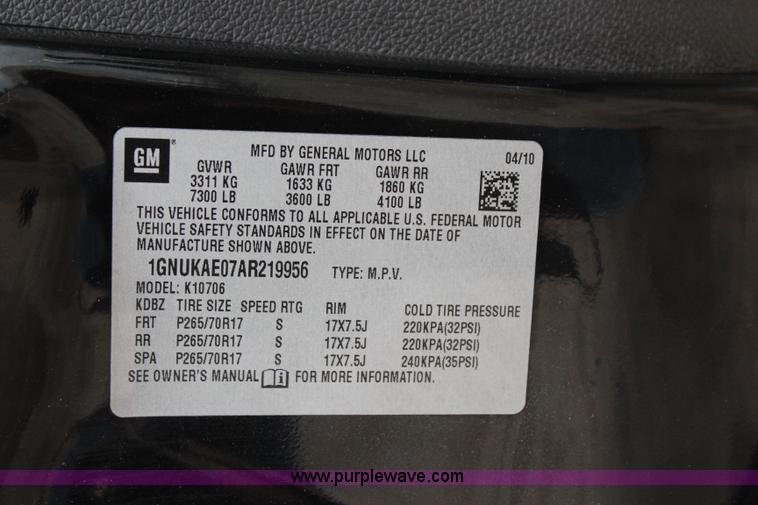 GM MFD BY GENERAL MOTORS LLC 04/10
GVWR GAWR FRT GAWR RR
3311 KG 1633 KG 1860 KG
7300 LB 3600 LB 4100 LB
THIS VEHICLE CONFORMS TO ALL APPLICABLE U.S. FEDERAL MOTOR
VEHICLE SAFETY STANDARDS IN EFFECT ON THE DATE OF
MANUFACTURE SHOWN ABOVE.
1GNUKAE07AR219956 TYPE: M.P.V.
MODEL: K10706
KDBZ TIRE SIZE SPEED RTG RIM COLD TIRE PRESSURE
FRT P265/70R17 S 17X7.5J 220KPA(32PSI)
RR P265/70R17 S 17X7.5J 220KPA(32PSI)
SPA P265/70R17 S 17X7.5J 240KPA(35PSI)
SEE OWNER'S MANUAL i FOR MORE INFORMATION.
www.purplewave.com